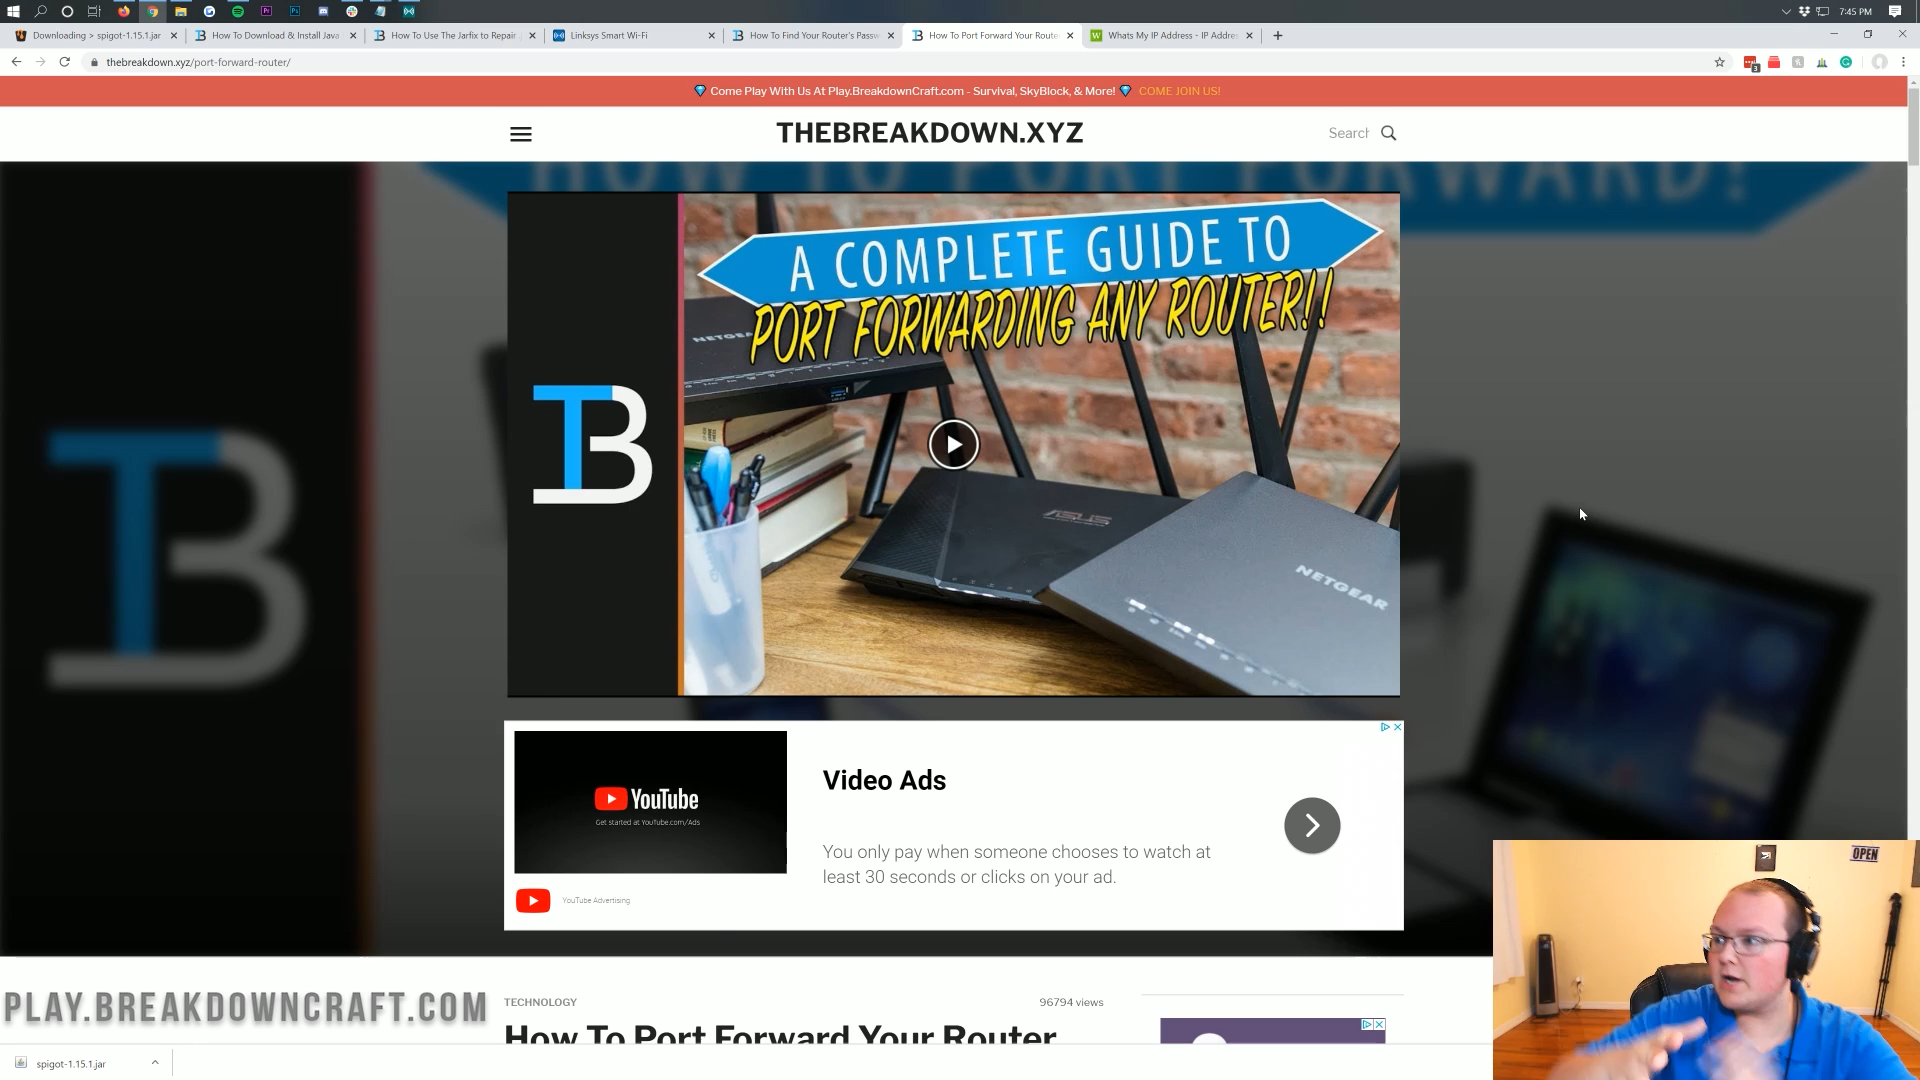 7:45 PM
Downloading > spigot-1.15.1.jar
How To Download & Install Java
How To Use The Jarfix to Repair
Linksys Smart Wi-Fi
How To Find Your Router's Passw
How To Port Forward Your Route
Whats My IP Address - IP Addre
thebreakdown.xyz/port-forward-router/
3
Come Play With Us At Play.BreakdownCraft.com - Survival, SkyBlock, & More! COME JOIN US!
THEBREAKDOWN.XYZ
Search
HOW TO PORT FORWARD!
A COMPLETE GUIDE TO
PORT FORWARDING ANY ROUTER!!
NETGEAR
TB
ASUS
NETGEAR
YouTube
Get started at YouTube.com/Ads
Video Ads
You only pay when someone chooses to watch at
least 30 seconds or clicks on your ad.
YouTube Advertising
OPEN
PLAY.BREAKDOWNCRAFT.COM
TECHNOLOGY
96794 views
How To Port Forward Your Router
spigot-1.15.1.jar